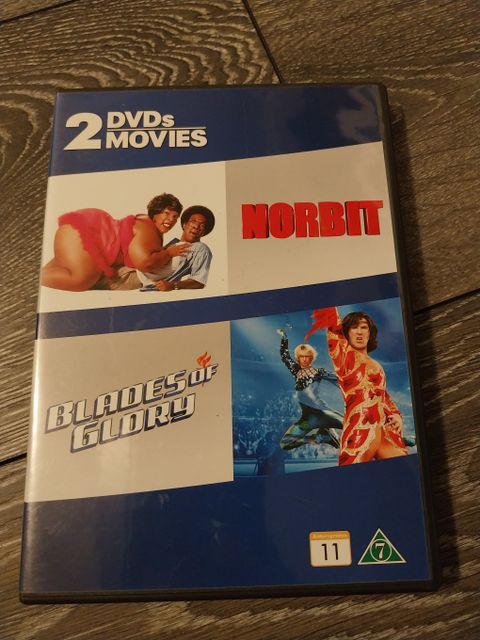 2 DVDs
MOVIES
NORBIT
BLADES OF
GLORY
11
7